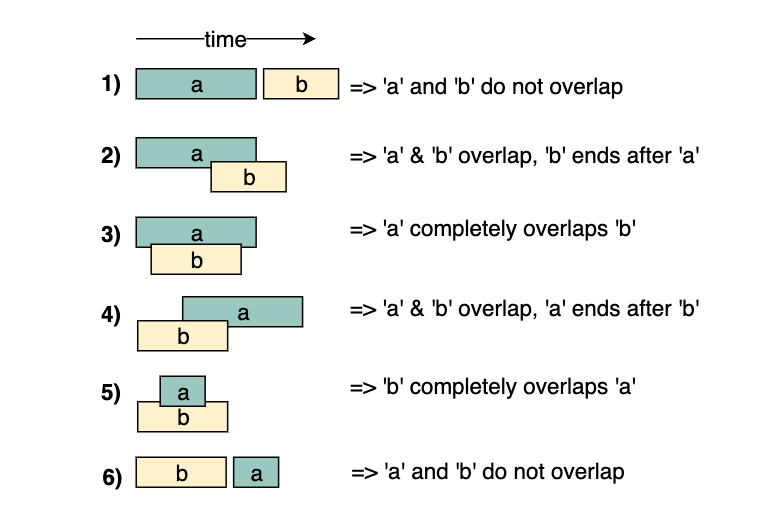 time
1) a b => 'a' and 'b' do not overlap
2) a b => 'a' & 'b' overlap, 'b' ends after 'a'
3) a b => 'a' completely overlaps 'b'
4) a b => 'a' & 'b' overlap, 'a' ends after 'b'
5) a b => 'b' completely overlaps 'a'
6) b a => 'a' and 'b' do not overlap